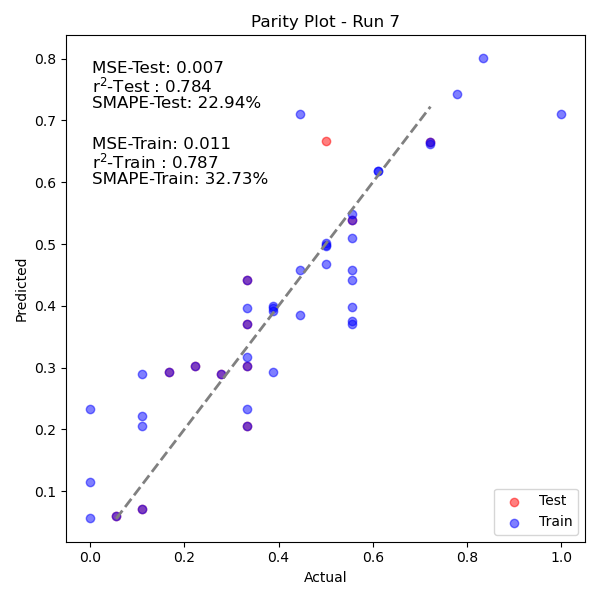 Parity Plot - Run 7
MSE-Test: 0.007
r²-Test : 0.784
SMAPE-Test: 22.94%
MSE-Train: 0.011
r²-Train : 0.787
SMAPE-Train: 32.73%
0.8
0.7
0.6
0.5
0.4
0.3
0.2
0.1
Predicted
Test
Train
0.0 0.2 0.4 0.6 0.8 1.0
Actual